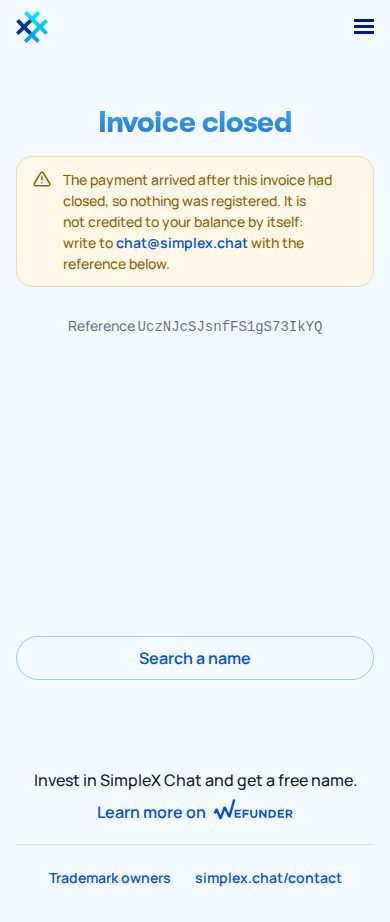 Invoice closed
The payment arrived after this invoice had
closed, so nothing was registered. It is
not credited to your balance by itself:
write to chat@simplex.chat with the
reference below.
Reference UczNJcSJsnfFS1gS73IkYQ
Search a name
Invest in SimpleX Chat and get a free name.
Learn more on WEFUNDER
Trademark owners simplex.chat/contact